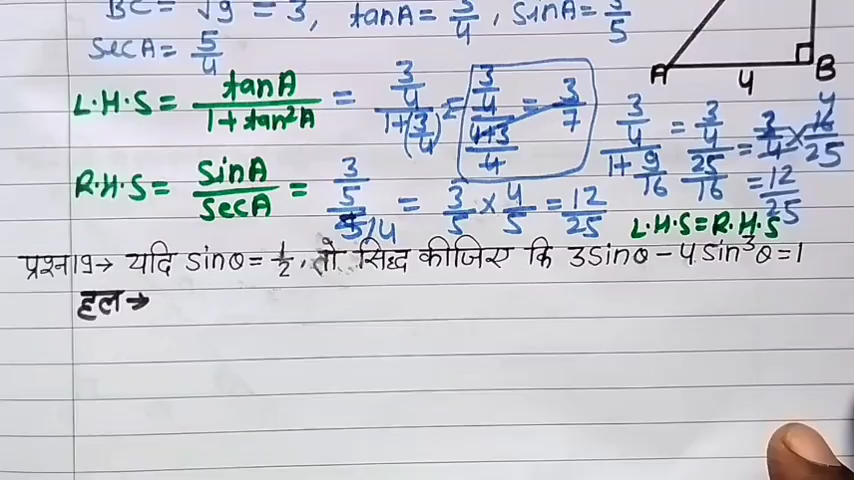 BC = √9 = 3, tanA = 3/4, sinA = 3/5
secA = 5/4
A 4 B
L.H.S = tanA/1+tan²A = 3/4/1+(3/4)² = 3/4/4+3/4 = 3/7
3/4/1+9/16 = 3/4/25/16 = 3/4 × 16/25 4
= 12/25
R.H.S = sinA/secA = 3/5/5/4 = 3/5 × 4/5 = 12/25
L.H.S = R.H.S
प्रश्न19→ यदि sinθ = 1/2, तो सिद्ध कीजिए कि 3sinθ - 4sin³θ = 1
हल→